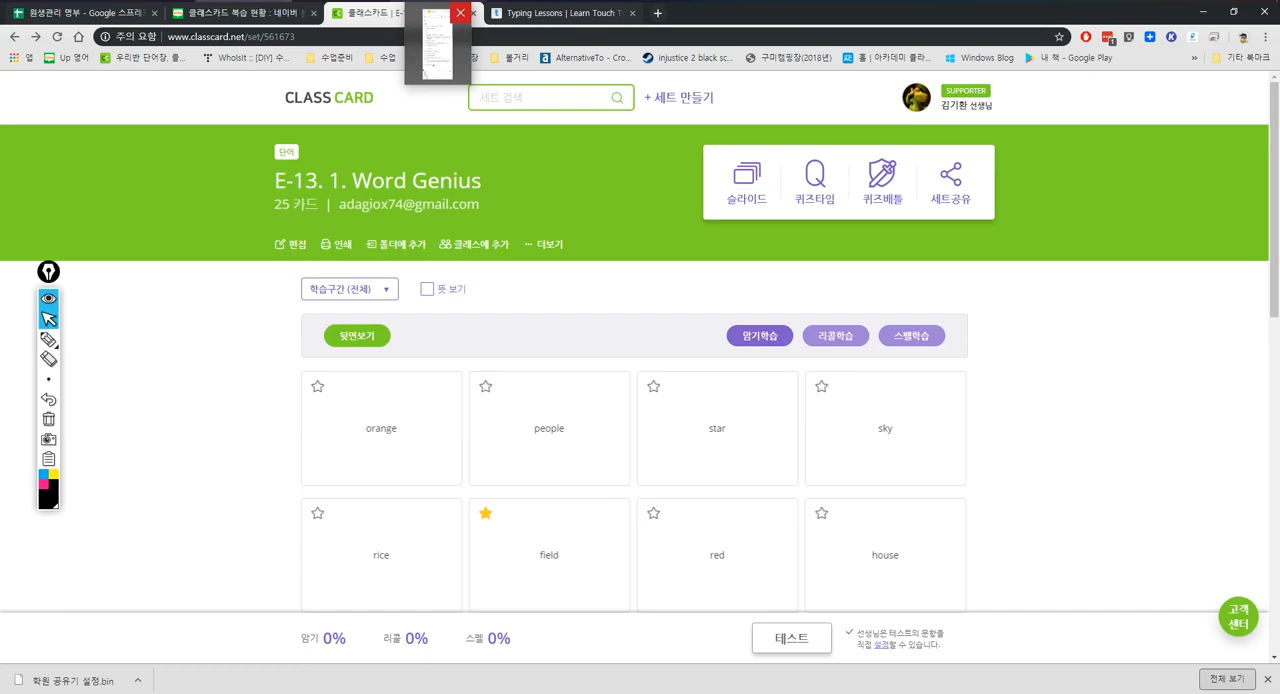 원생관리 명부 - Google 스프레
클래스카드 복습 현황 : 네이버
클래스카드 | E-1
Typing Lessons | Learn Touch Ty
주의 요함 | www.classcard.net/set/561673
앱
Up 영어
우리반 단어장, 클...
WhoIst :: [DIY] 수...
수업준비
수업
장
볼거리
AlternativeTo - Cro...
injustice 2 black sc...
구미캠핑장(2018년)
홈 | 아카데미 클라...
Windows Blog
내 책 - Google Play
»
기타 북마크
CLASS CARD
세트 검색
+ 세트 만들기
SUPPORTER
김기환 선생님
단어
E-13. 1. Word Genius
25 카드 | adagiox74@gmail.com
슬라이드
퀴즈타임
퀴즈배틀
세트공유
편집
인쇄
폴더에 추가
클래스에 추가
··· 더보기
학습구간 (전체)
뜻 보기
뒷면보기
암기학습
리콜학습
스펠학습
orange
people
star
sky
rice
field
red
house
암기 0%
리콜 0%
스펠 0%
테스트
선생님은 테스트의 문항을
직접 설정할 수 있습니다.
고객
센터
학원 공유기 설정.bin
전체 보기